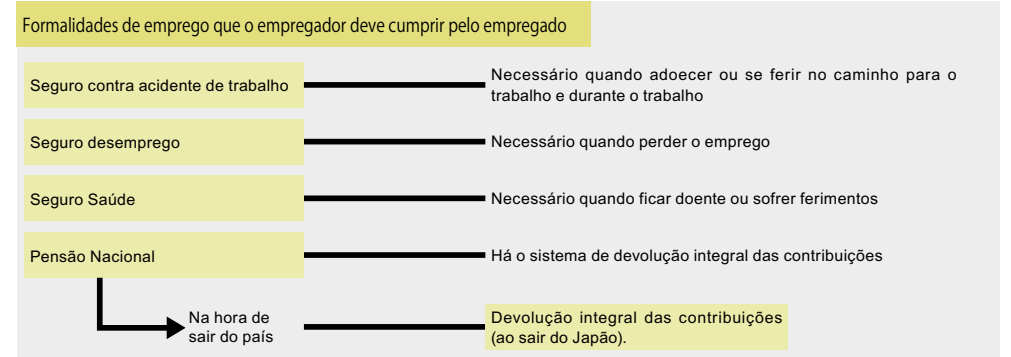 Formalidades de emprego que o empregador deve cumprir pelo empregado
Seguro contra acidente de trabalho
Necessário quando adoecer ou se ferir no caminho para o
trabalho e durante o trabalho
Seguro desemprego
Necessário quando perder o emprego
Seguro Saúde
Necessário quando ficar doente ou sofrer ferimentos
Pensão Nacional
Há o sistema de devolução integral das contribuições
Na hora de
sair do país
Devolução integral das contribuições
(ao sair do Japão).